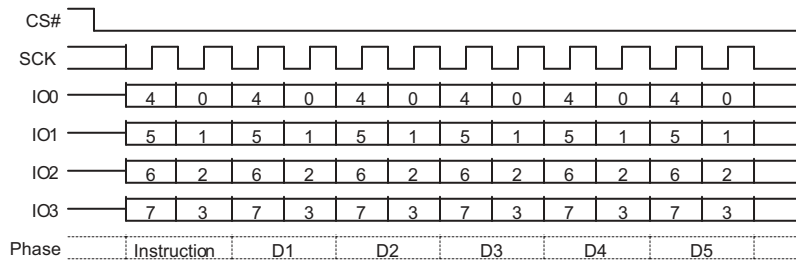 CS#
SCK
IO0 4 0 4 0 4 0 4 0 4 0 4 0
IO1 5 1 5 1 5 1 5 1 5 1 5 1
IO2 6 2 6 2 6 2 6 2 6 2 6 2
IO3 7 3 7 3 7 3 7 3 7 3 7 3
Phase Instruction D1 D2 D3 D4 D5